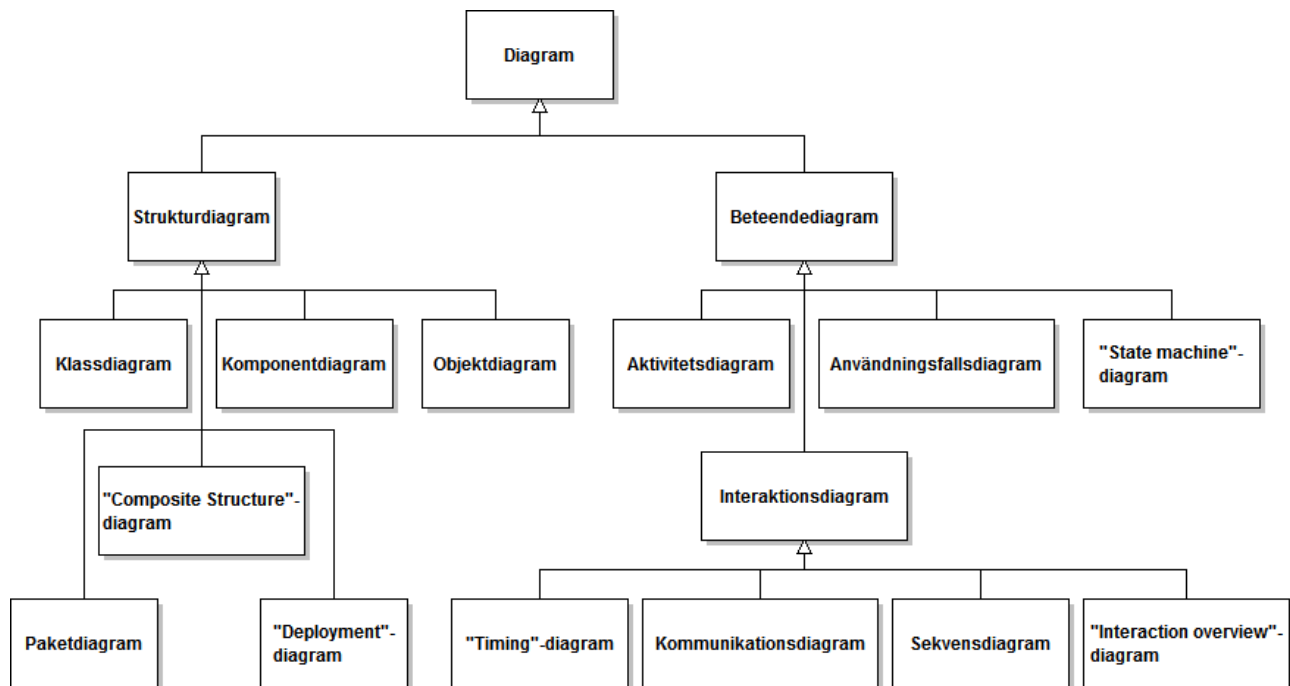 Diagram
Strukturdiagram
Beteendediagram
Klassdiagram
Komponentdiagram
Objektdiagram
Aktivitetsdiagram
Användningsfallsdiagram
"State machine"-
diagram
"Composite Structure"-
diagram
Interaktionsdiagram
Paketdiagram
"Deployment"-
diagram
"Timing"-diagram
Kommunikationsdiagram
Sekvensdiagram
"Interaction overview"-
diagram